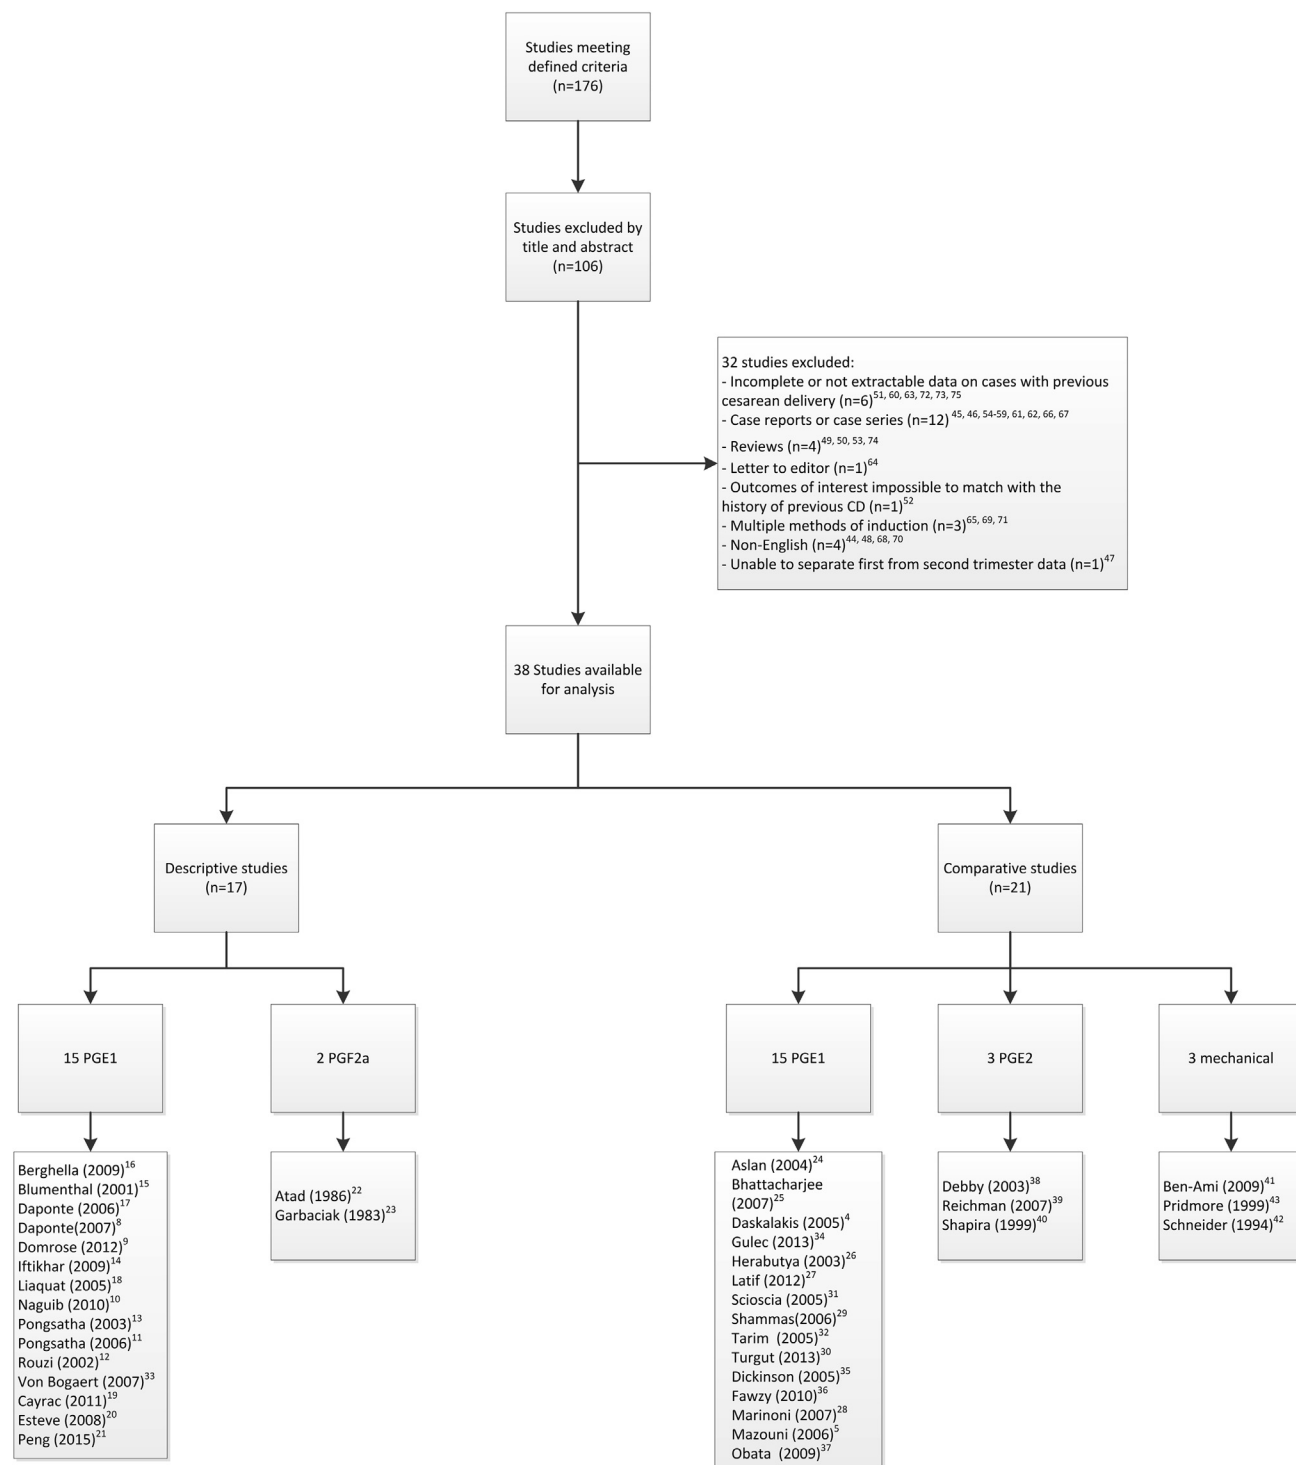 Studies meeting
defined criteria
(n=176)
Studies excluded by
title and abstract
(n=106)
32 studies excluded:
- Incomplete or not extractable data on cases with previous
cesarean delivery (n=6)51, 60, 63, 72, 73, 75
- Case reports or case series (n=12) 45, 46, 54-59, 61, 62, 66, 67
- Reviews (n=4)49, 50, 53, 74
- Letter to editor (n=1)64
- Outcomes of interest impossible to match with the
history of previous CD (n=1)52
- Multiple methods of induction (n=3)65, 69, 71
- Non-English (n=4)44, 48, 68, 70
- Unable to separate first from second trimester data (n=1)47
38 Studies available
for analysis
Descriptive studies
(n=17)
Comparative studies
(n=21)
15 PGE1
2 PGF2a
15 PGE1
3 PGE2
3 mechanical
Berghella (2009)16
Blumenthal (2001)15
Daponte (2006)17
Daponte(2007)8
Domrose (2012)9
Iftikhar (2009)14
Liaquat (2005)18
Naguib (2010)10
Pongsatha (2003)13
Pongsatha (2006)11
Rouzi (2002)12
Von Bogaert (2007)33
Cayrac (2011)19
Esteve (2008)20
Peng (2015)21
Atad (1986)22
Garbaciak (1983)23
Aslan (2004)24
Bhattacharjee
(2007)25
Daskalakis (2005)4
Gulec (2013)34
Herabutya (2003)26
Latif (2012)27
Scioscia (2005)31
Shammas(2006)29
Tarim (2005)32
Turgut (2013)30
Dickinson (2005)35
Fawzy (2010)36
Marinoni (2007)28
Mazouni (2006)5
Obata (2009)37
Debby (2003)38
Reichman (2007)39
Shapira (1999)40
Ben-Ami (2009)41
Pridmore (1999)43
Schneider (1994)42